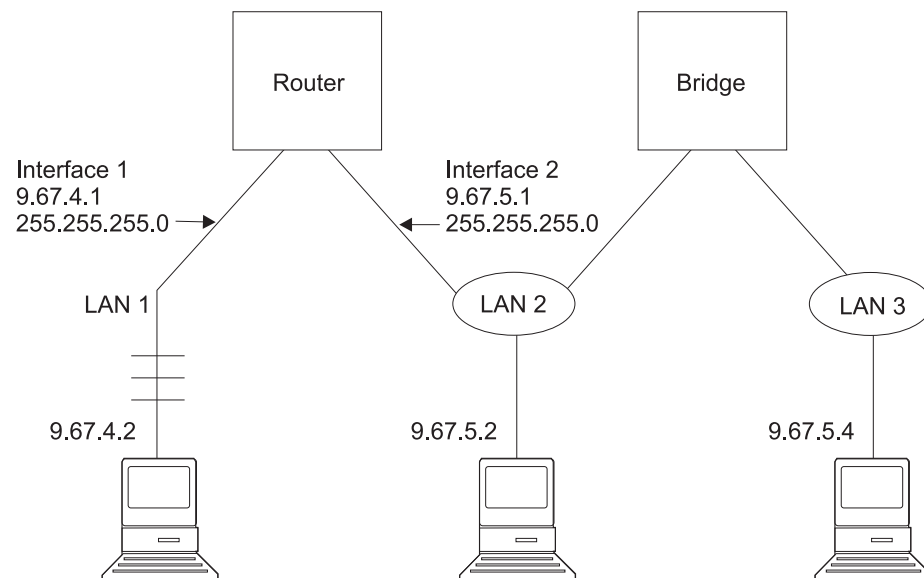 Router
Bridge
Interface 1
9.67.4.1
255.255.255.0
Interface 2
9.67.5.1
255.255.255.0
LAN 1
LAN 2
LAN 3
9.67.4.2
9.67.5.2
9.67.5.4